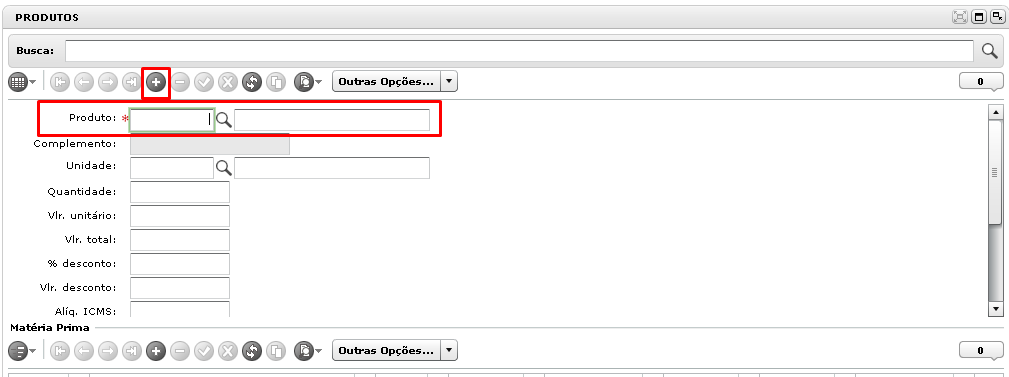 PRODUTOS
Busca:
Outras Opções... 0
Produto: *
Complemento:
Unidade:
Quantidade:
Vlr. unitário:
Vlr. total:
% desconto:
Vlr. desconto:
Alíq. ICMS:
Matéria Prima
Outras Opções... 0